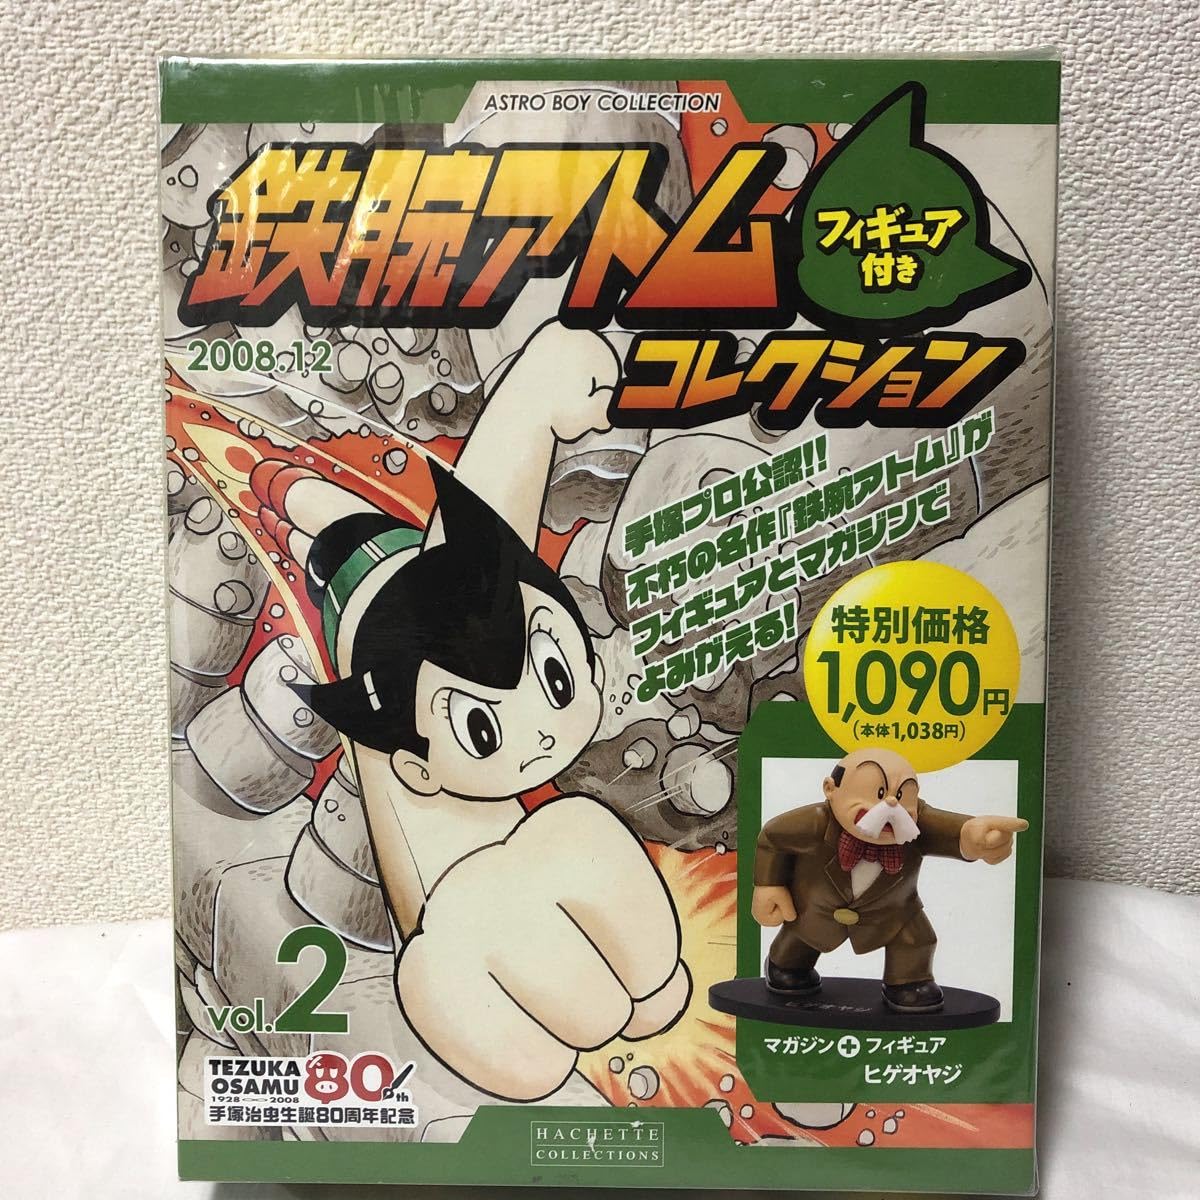 ASTRO BOY COLLECTION
鉄腕アトム
フィギュア
付き
コレクション
2008.12
手塚プロ公認!!
不朽の名作『鉄腕アトム』が
フィギュアとマガジンで
よみがえる!
特別価格
1,090円
(本体1,038円)
ヒゲオヤジ
マガジン+フィギュア
ヒゲオヤジ
vol.2
TEZUKA
OSAMU 80th
1928 2008
手塚治虫生誕80周年記念
HACHETTE
COLLECTIONS